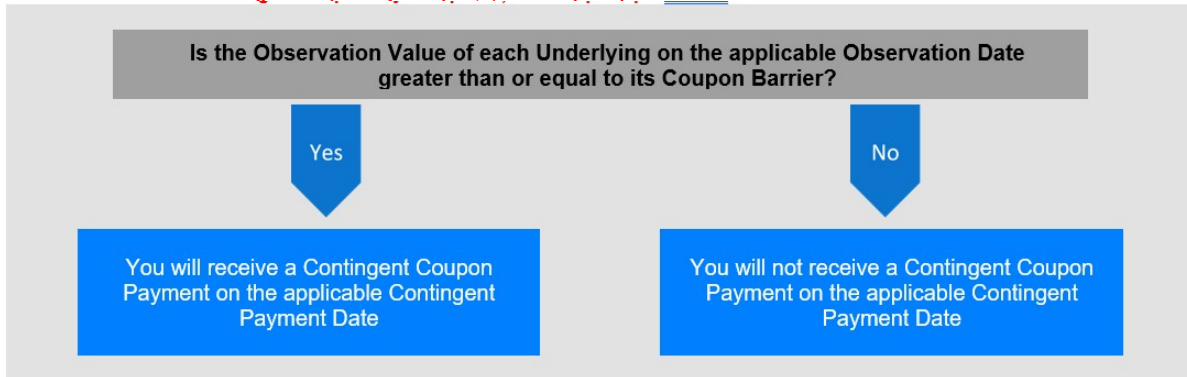 Is the Observation Value of each Underlying on the applicable Observation Date
greater than or equal to its Coupon Barrier?
Yes
No
You will receive a Contingent Coupon
Payment on the applicable Contingent
Payment Date
You will not receive a Contingent Coupon
Payment on the applicable Contingent
Payment Date